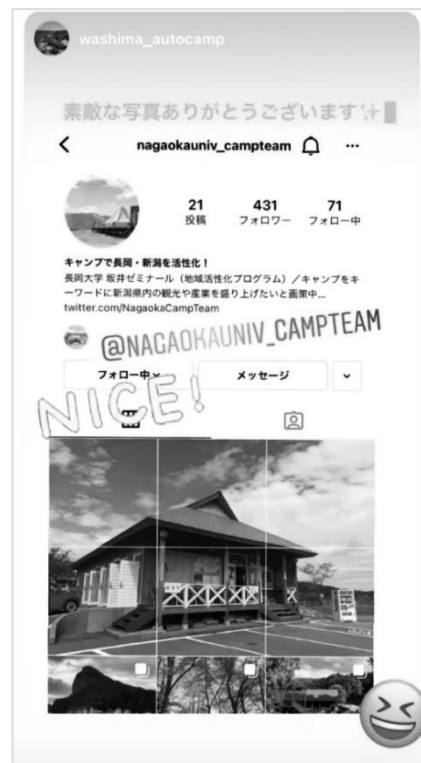 washima_autocamp
素敵な写真ありがとうございます✨
nagaokauniv_campteam
21 431 71
投稿 フォロワー フォロー中
キャンプで長岡・新潟を活性化！
長岡大学 坂井ゼミナール（地域活性化プログラム）／キャンプをキ
ーワードに新潟県内の観光や産業を盛り上げたいと画策中...
twitter.com/NagaokaCampTeam
@NAGAOKAUNIV_CAMPTEAM
フォロー中 メッセージ
NICE!